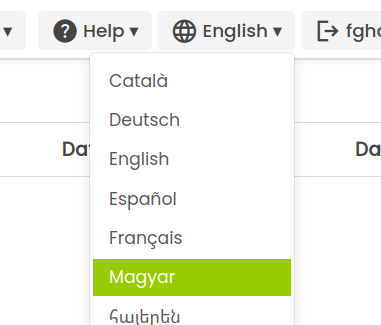 Help ▾ English ▾
Català
Deutsch
English
Español
Français
Magyar
հայերեն